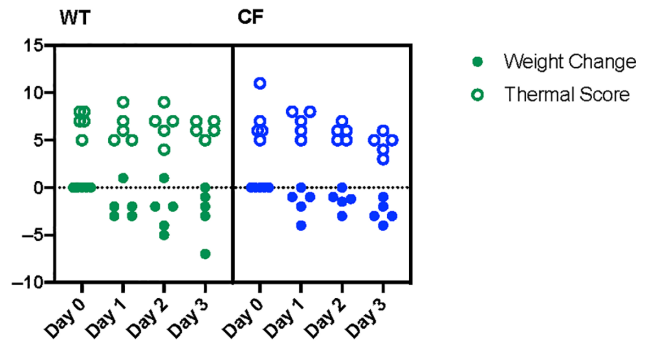 WT CF
15
10
5
0
–5
–10
Day 0 Day 1 Day 2 Day 3 Day 0 Day 1 Day 2 Day 3
Weight Change
Thermal Score